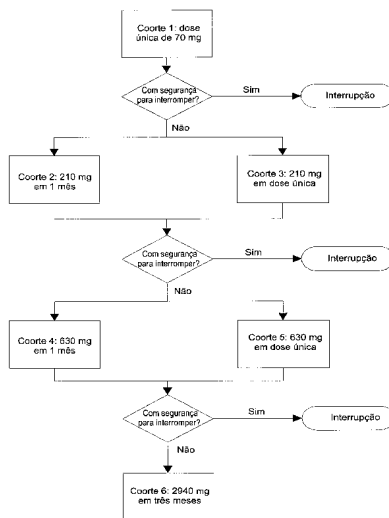 Coorte 1: dose
única de 70 mg
Com segurança
para interromper?
Sim
Interrupção
Não
Coorte 2: 210 mg
em 1 mês
Coorte 3: 210 mg
em dose única
Com segurança
para interromper?
Sim
Interrupção
Não
Coorte 4: 630 mg
em 1 mês
Coorte 5: 630 mg
em dose única
Com segurança
para interromper?
Sim
Interrupção
Não
Coorte 6: 2940 mg
em três meses